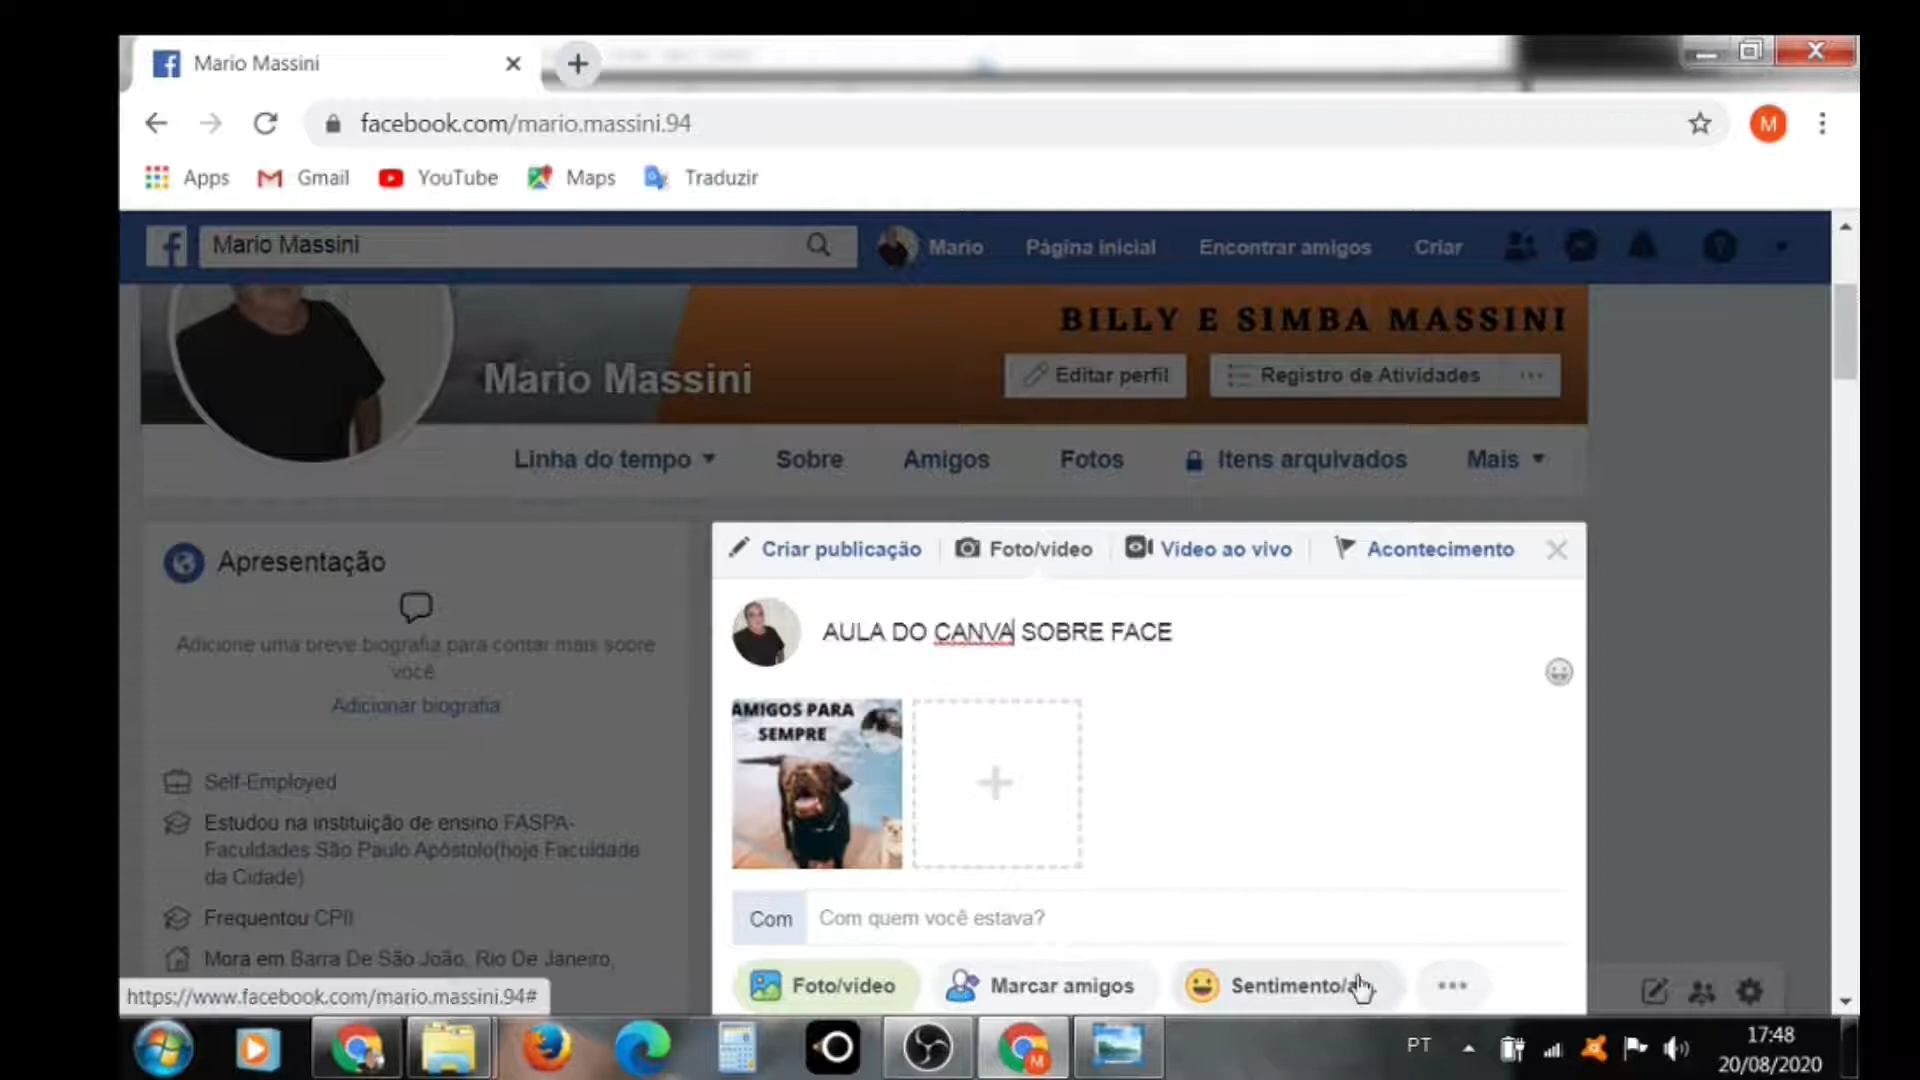 Mario Massini
facebook.com/mario.massini.94
M
Apps Gmail YouTube Maps Traduzir
Mario Massini Mario Página inicial Encontrar amigos Criar
BILLY E SIMBA MASSINI
Mario Massini Editar perfil Registro de Atividades ...
Linha do tempo Sobre Amigos Fotos Itens arquivados Mais
Apresentação
Adicione uma breve biografia para contar mais sobre
você
Adicionar biografia
Self-Employed
Estudou na instituição de ensino FASPA-
Faculdades São Paulo Apóstolo(hoje Faculdade
da Cidade)
Frequentou CPII
Mora em Barra De São João, Rio De Janeiro,
Criar publicação Foto/vídeo Vídeo ao vivo Acontecimento
AULA DO CANVA SOBRE FACE
AMIGOS PARA
SEMPRE
Com Com quem você estava?
Foto/vídeo Marcar amigos Sentimento/a...
https://www.facebook.com/mario.massini.94#
M
PT
17:48
20/08/2020